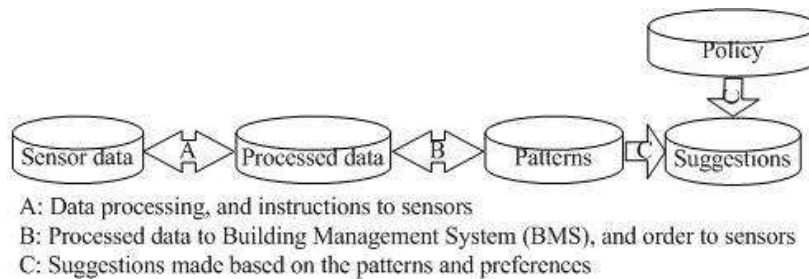 Policy
C
Sensor data A Processed data B Patterns C Suggestions
A: Data processing, and instructions to sensors
B: Processed data to Building Management System (BMS), and order to sensors
C: Suggestions made based on the patterns and preferences